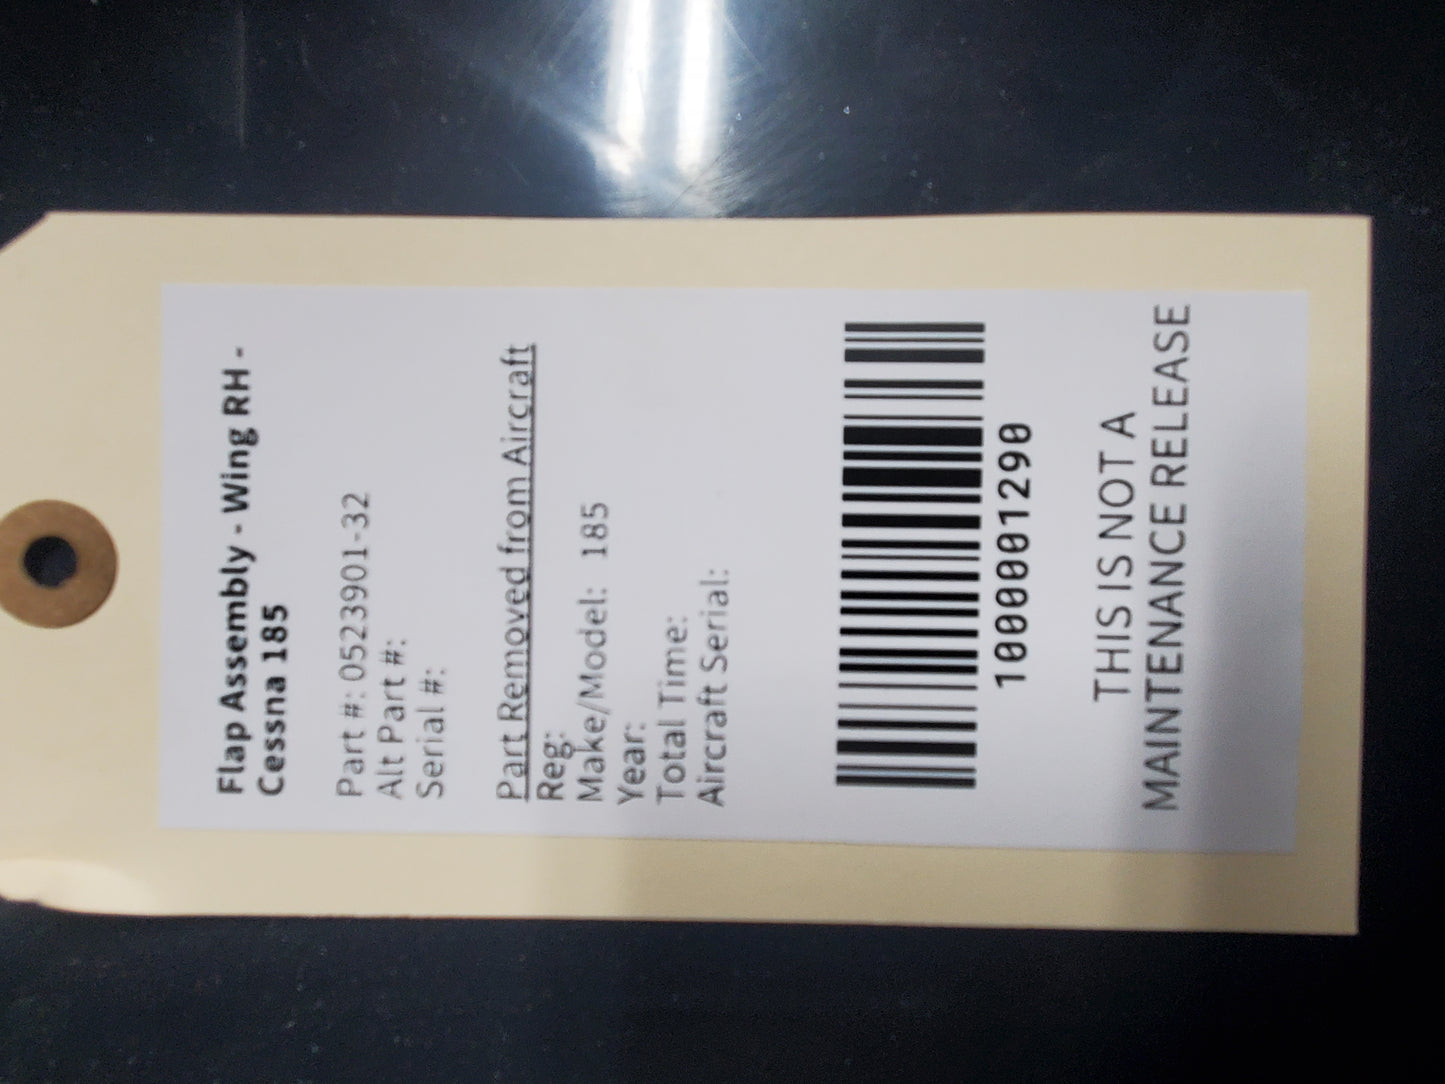 Flap Assembly - Wing RH -
Cessna 185
Part #: 0523901-32
Alt Part #:
Serial #:
Part Removed from Aircraft
Reg:
Make/Model: 185
Year:
Total Time:
Aircraft Serial:
1000001290
THIS IS NOT A
MAINTENANCE RELEASE